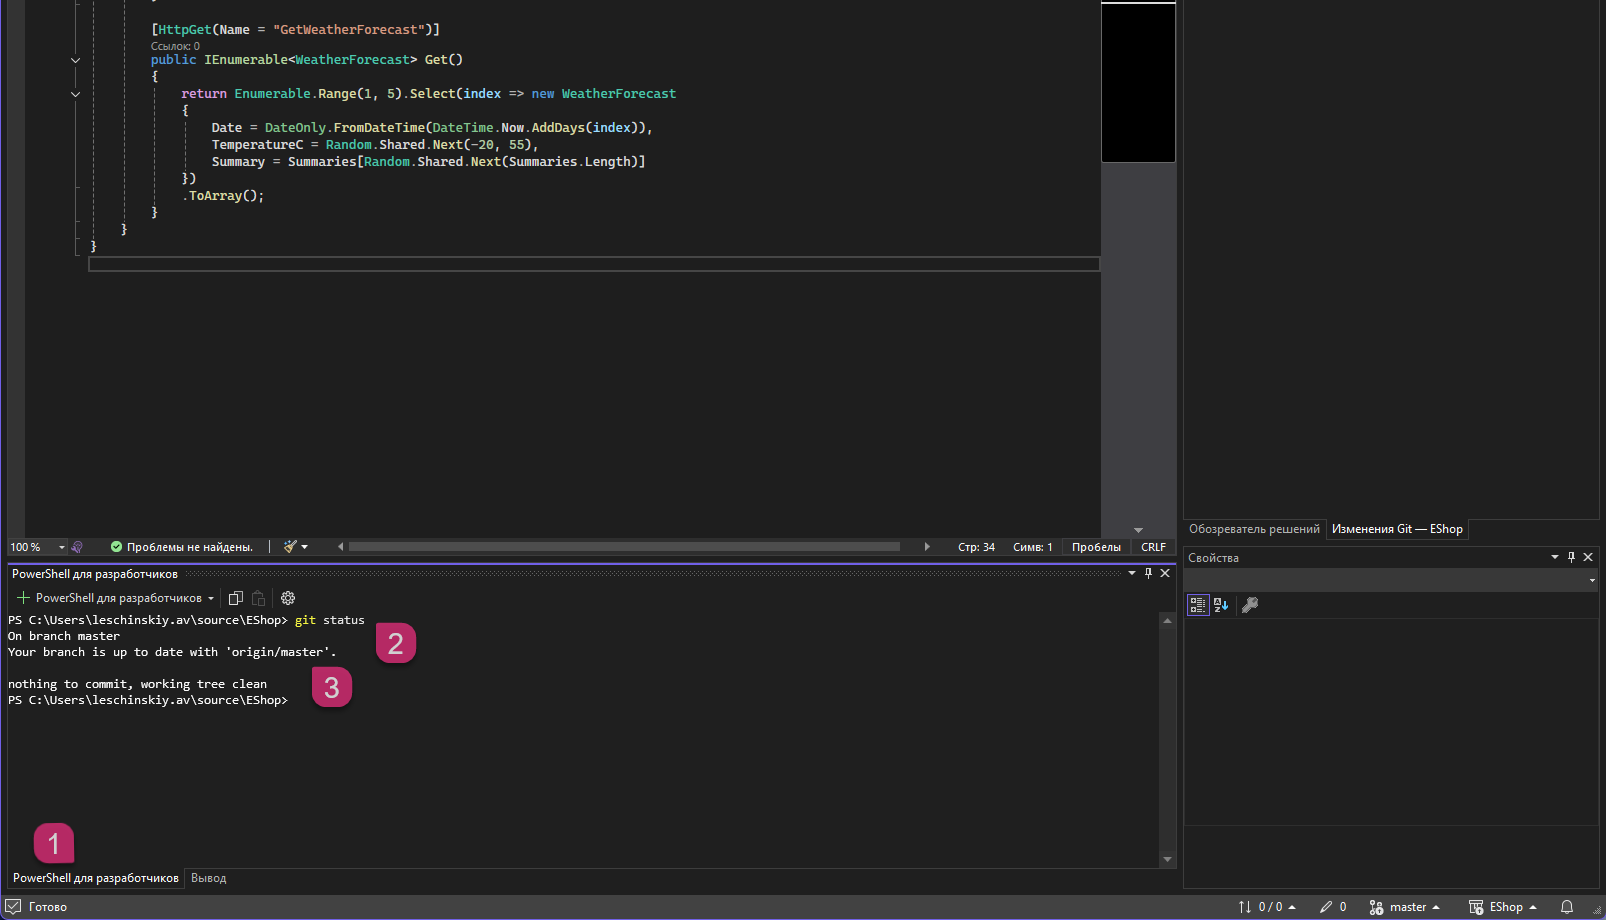 [HttpGet(Name = "GetWeatherForecast")]
Ссылок: 0
public IEnumerable<WeatherForecast> Get()
{
return Enumerable.Range(1, 5).Select(index => new WeatherForecast
{
Date = DateOnly.FromDateTime(DateTime.Now.AddDays(index)),
TemperatureC = Random.Shared.Next(-20, 55),
Summary = Summaries[Random.Shared.Next(Summaries.Length)]
})
.ToArray();
}
}
}
100 %
Проблемы не найдены.
Стр: 34
Симв: 1
Пробелы
CRLF
Обозреватель решений
Изменения Git — EShop
Свойства
PowerShell для разработчиков
PowerShell для разработчиков
PS C:\Users\leschinskiy.av\source\EShop> git status
On branch master
Your branch is up to date with 'origin/master'.
2
nothing to commit, working tree clean
3
PS C:\Users\leschinskiy.av\source\EShop>
1
PowerShell для разработчиков
Вывод
Готово
0 / 0
0
master
EShop